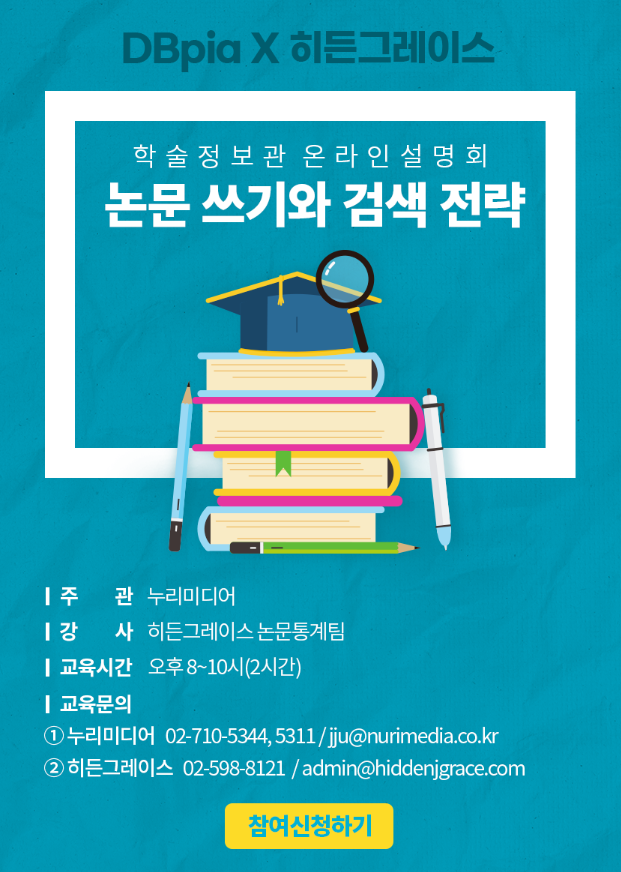 DBpia X 히든그레이스
학술정보관 온라인설명회
논문 쓰기와 검색 전략
주 관 누리미디어
강 사 히든그레이스 논문통계팀
교육시간 오후 8~10시(2시간)
교육문의
① 누리미디어 02-710-5344, 5311 / jju@nurimedia.co.kr
② 히든그레이스 02-598-8121 / admin@hiddenjgrace.com
참여신청하기